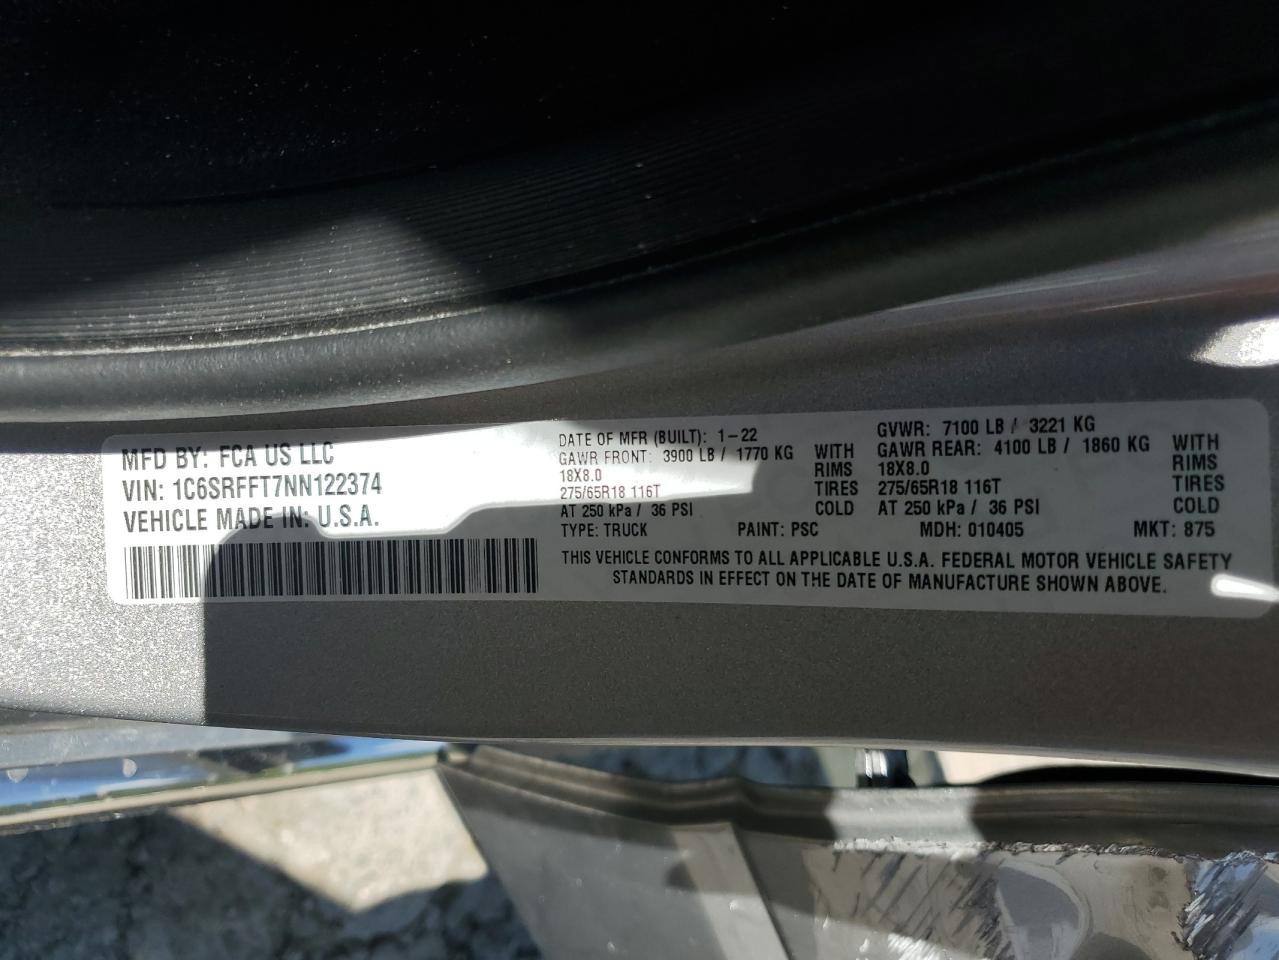 MFD BY: FCA US LLC
VIN: 1C6SRFFT7NN122374
VEHICLE MADE IN: U.S.A.
DATE OF MFR (BUILT): 1-22
GAWR FRONT: 3900 LB / 1770 KG WITH
18X8.0 RIMS
275/65R18 116T TIRES
AT 250 kPa / 36 PSI COLD
GVWR: 7100 LB / 3221 KG
GAWR REAR: 4100 LB / 1860 KG WITH
18X8.0 RIMS
275/65R18 116T TIRES
AT 250 kPa / 36 PSI COLD
TYPE: TRUCK PAINT: PSC MDH: 010405 MKT: 875
THIS VEHICLE CONFORMS TO ALL APPLICABLE U.S.A. FEDERAL MOTOR VEHICLE SAFETY
STANDARDS IN EFFECT ON THE DATE OF MANUFACTURE SHOWN ABOVE.